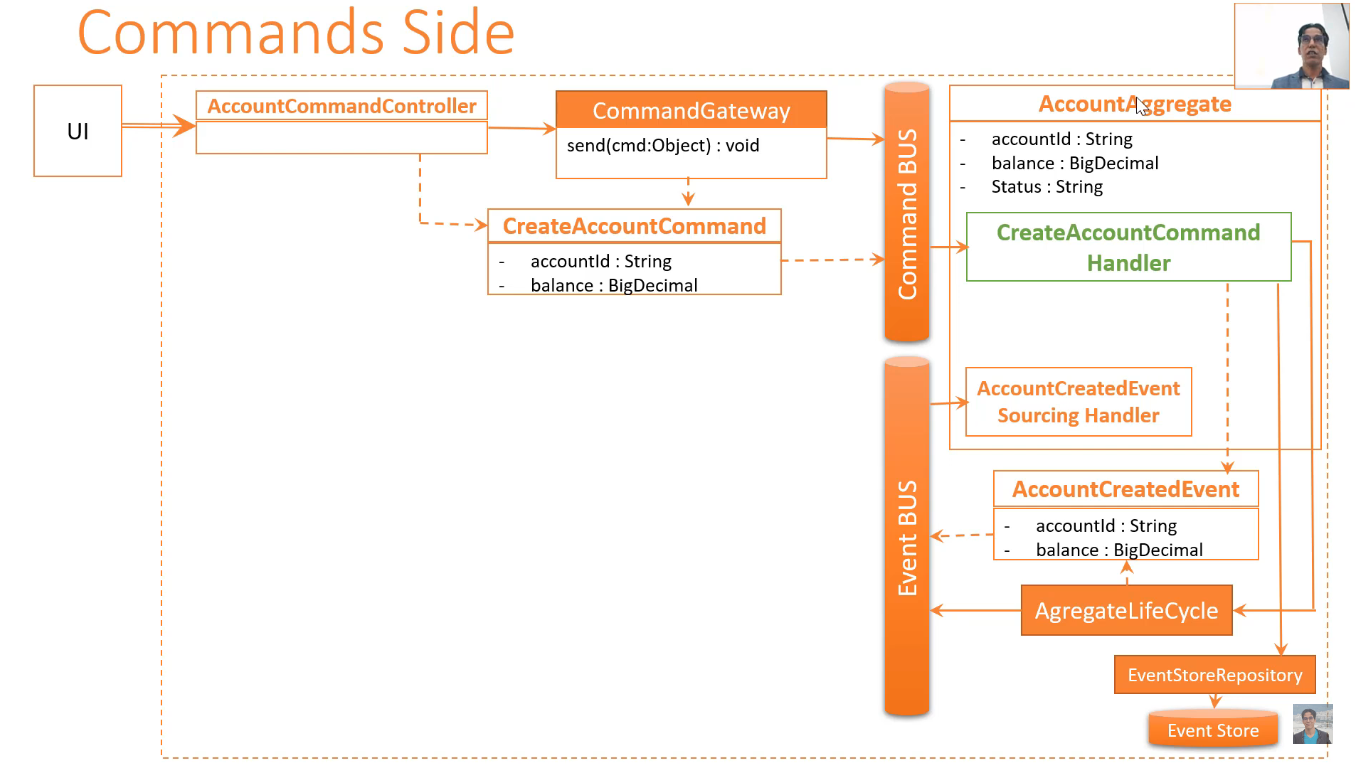 Commands Side
UI
AccountCommandController
CommandGateway
send(cmd:Object) : void
CreateAccountCommand
- accountId : String
- balance : BigDecimal
Command BUS
AccountAggregate
- accountId : String
- balance : BigDecimal
- Status : String
CreateAccountCommand
Handler
Event BUS
AccountCreatedEvent
Sourcing Handler
AccountCreatedEvent
- accountId : String
- balance : BigDecimal
AgregateLifeCycle
EventStoreRepository
Event Store